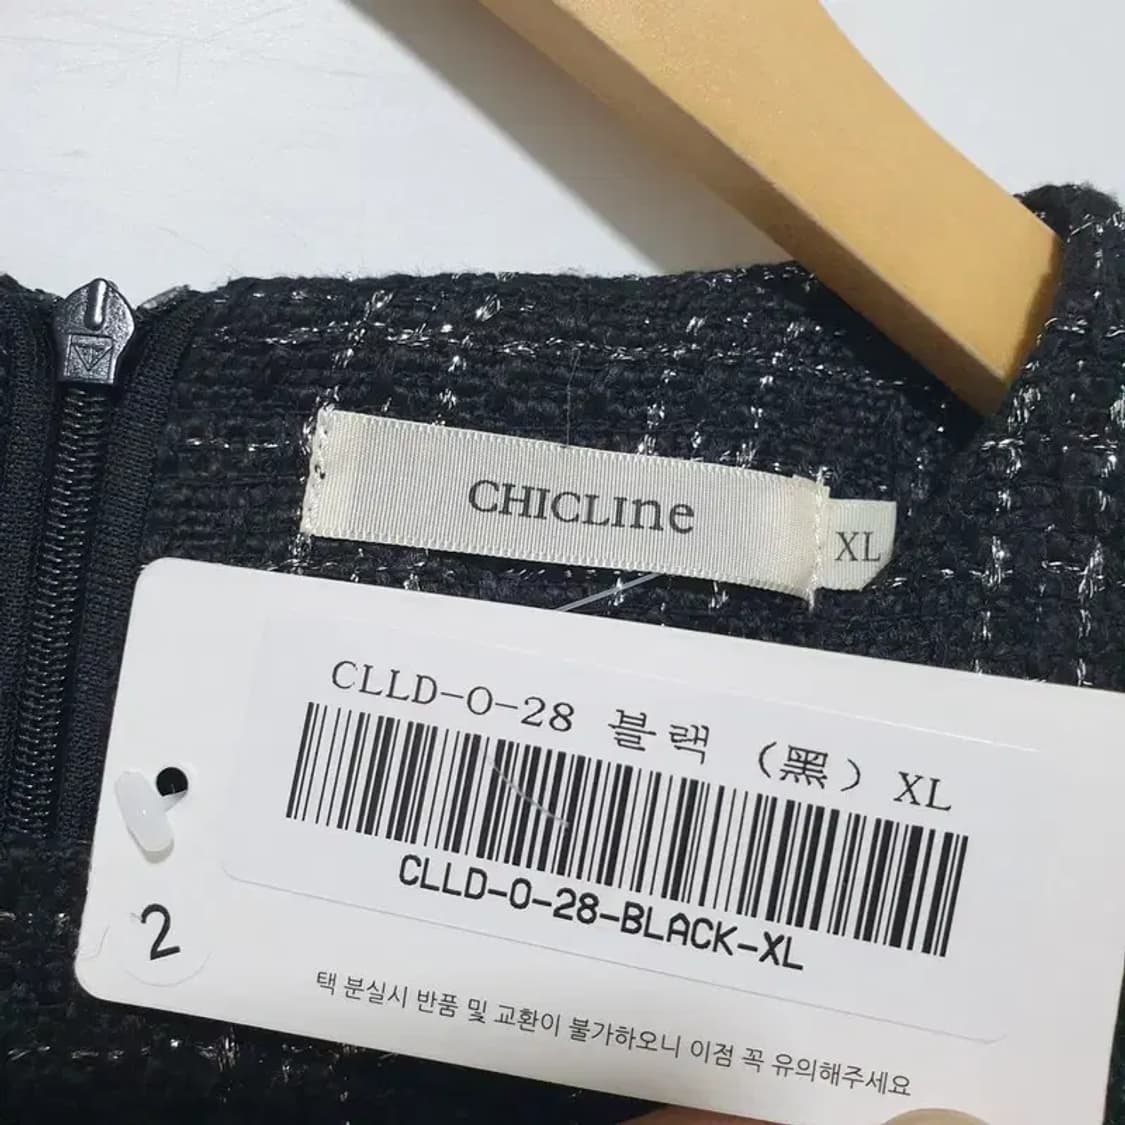 CHICLIne
XL
CLLD-O-28 블랙 (黑) XL
CLLD-O-28-BLACK-XL
2
택 분실시 반품 및 교환이 불가하오니 이점 꼭 유의해주세요